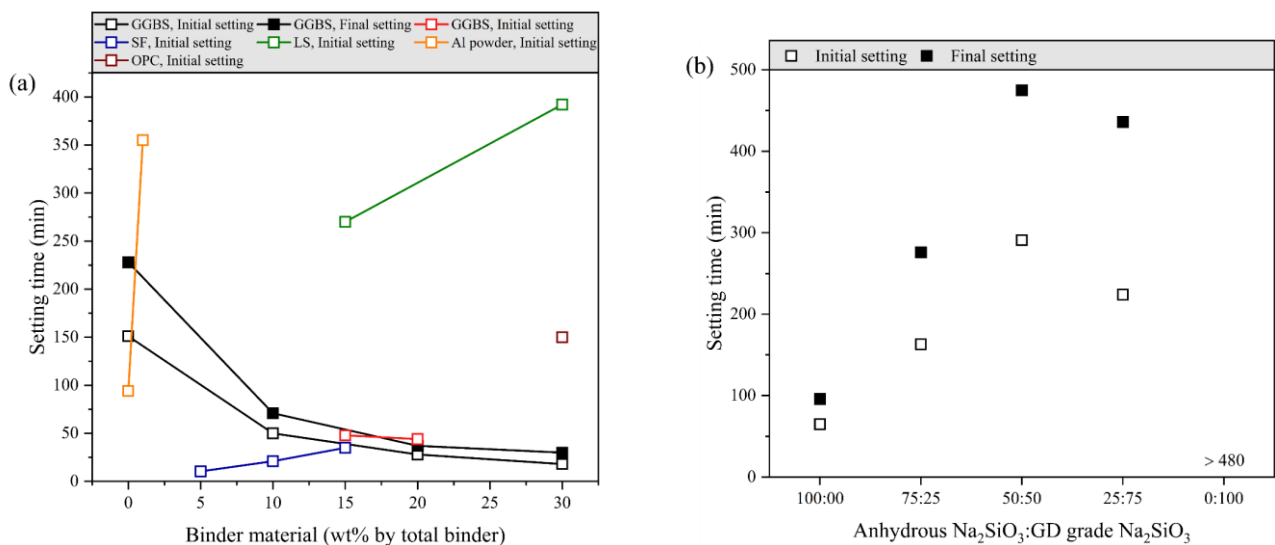 (a)
GGBS, Initial setting GGBS, Final setting GGBS, Initial setting
SF, Initial setting LS, Initial setting Al powder, Initial setting
OPC, Initial setting
Setting time (min)
400
350
300
250
200
150
100
50
0
0 5 10 15 20 25 30
Binder material (wt% by total binder)
(b)
Initial setting Final setting
Setting time (min)
500
400
300
200
100
0
> 480
100:00 75:25 50:50 25:75 0:100
Anhydrous Na₂SiO₃:GD grade Na₂SiO₃